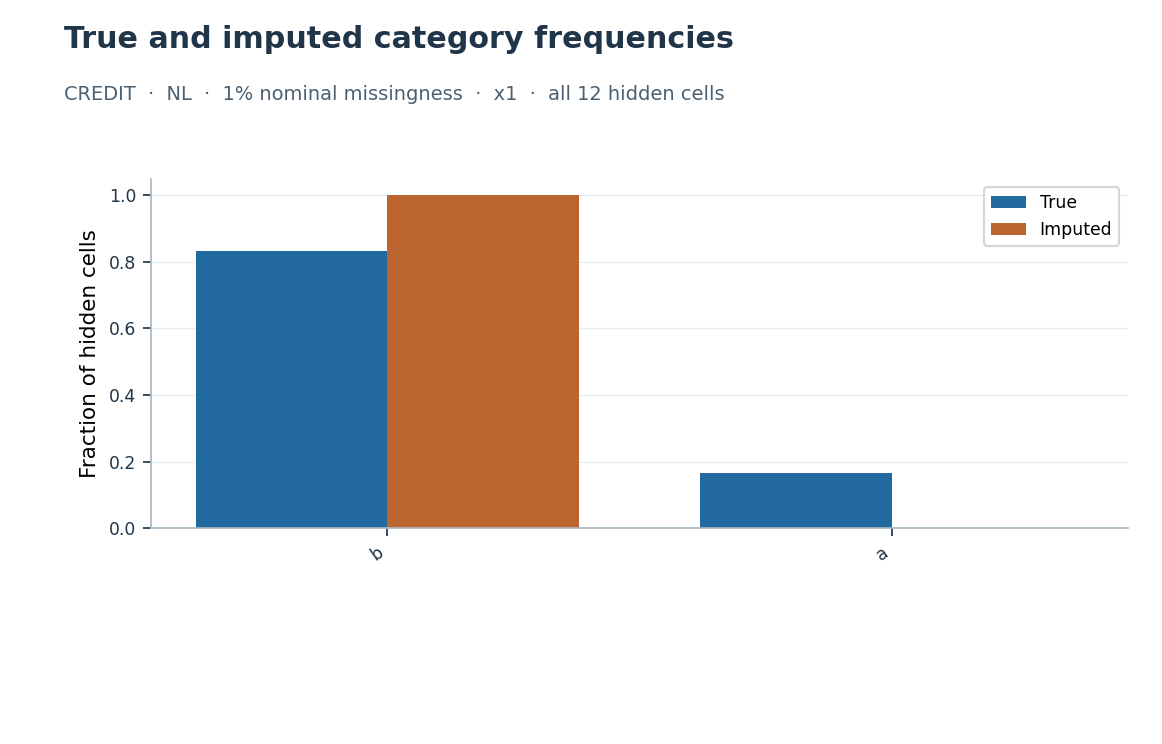 True and imputed category frequencies
CREDIT · NL · 1% nominal missingness · x1 · all 12 hidden cells
Fraction of hidden cells
1.0
0.8
0.6
0.4
0.2
0.0
True
Imputed
b
a